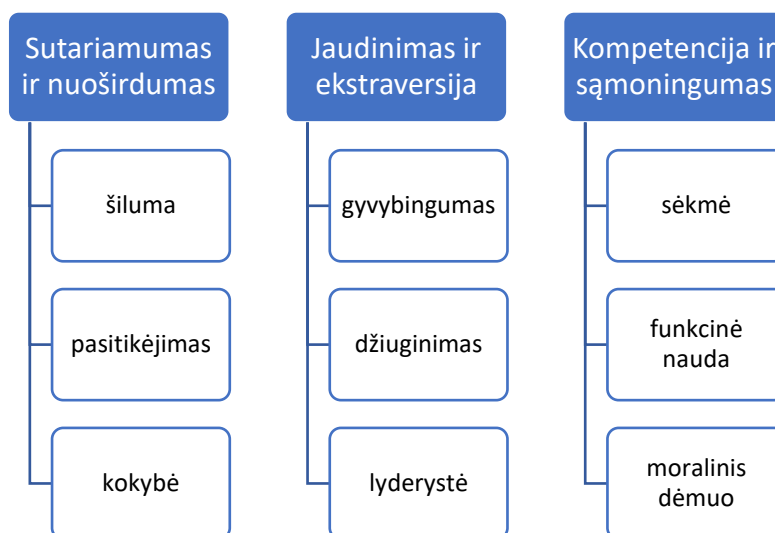 Sutariamumas
ir nuoširdumas
šiluma
pasitikėjimas
kokybė
Jaudinimas ir
ekstraversija
gyvybingumas
džiuginimas
lyderystė
Kompetencija ir
sąmoningumas
sėkmė
funkcinė
nauda
moralinis
dėmuo